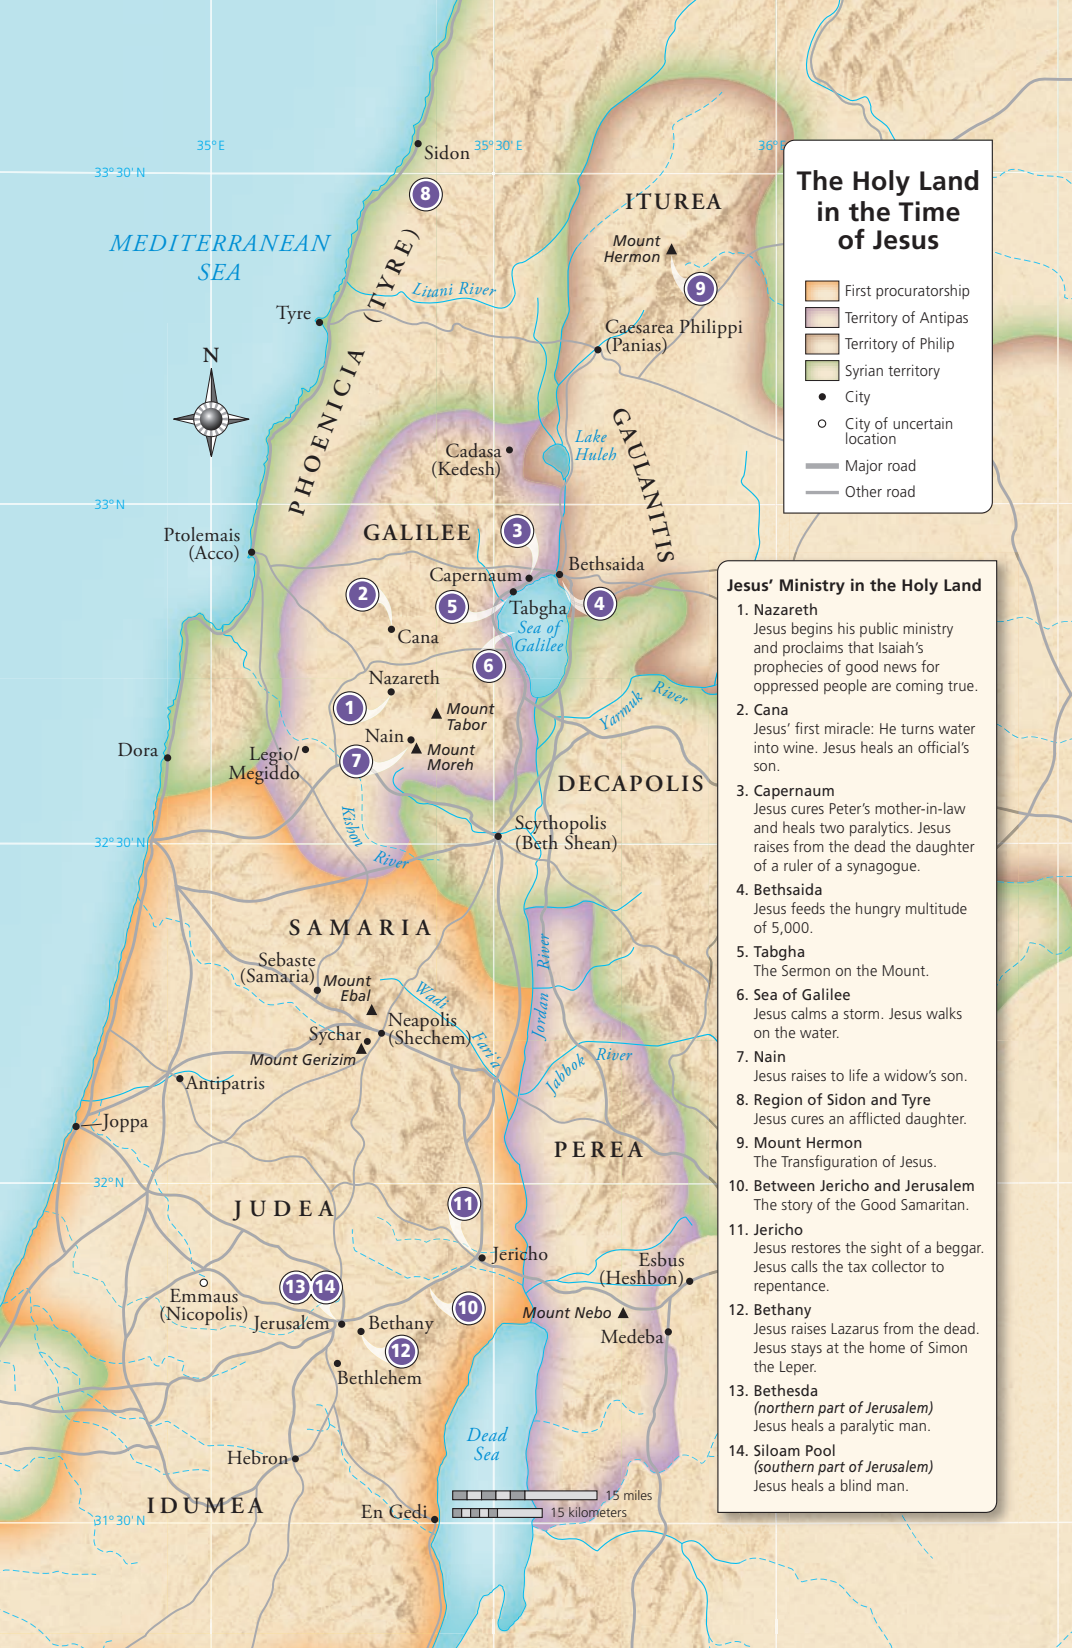 The Holy Land
in the Time
of Jesus
First procuratorship
Territory of Antipas
Territory of Philip
Syrian territory
City
City of uncertain
location
Major road
Other road
35° E
35° 30' E
36° E
33° 30' N
Sidon
8
ITUREA
MEDITERRANEAN
SEA
Mount
Hermon
9
(TYRE)
Litani River
Tyre
Caesarea Philippi
(Panias)
N
PHOENICIA
GAULANITIS
Lake
Huleh
Cadasa
(Kedesh)
33° N
GALILEE
3
Ptolemais
(Acco)
Bethsaida
Capernaum
2
5
4
Tabgha
Sea of
Galilee
Cana
6
Nazareth
1
Mount
Tabor
Yarmuk River
Nain
7
Mount
Moreh
Dora
Legio/
Megiddo
DECAPOLIS
Kishon
River
Scythopolis
(Beth Shean)
32° 30' N
SAMARIA
Sebaste
(Samaria)
Mount
Ebal
Wadi
Fari'a
Jordan River
Neapolis
(Shechem)
Sychar
Mount Gerizim
Jabbok River
Antipatris
Joppa
PEREA
32° N
JUDEA
11
Jericho
Esbus
(Heshbon)
13
14
Emmaus
(Nicopolis)
10
Mount Nebo
Jerusalem
Bethany
Medeba
12
Bethlehem
Dead
Sea
Hebron
IDUMEA
En Gedi
15 miles
15 kilometers
31° 30' N
Jesus' Ministry in the Holy Land
1. Nazareth
Jesus begins his public ministry
and proclaims that Isaiah's
prophecies of good news for
oppressed people are coming true.
2. Cana
Jesus' first miracle: He turns water
into wine. Jesus heals an official's
son.
3. Capernaum
Jesus cures Peter's mother-in-law
and heals two paralytics. Jesus
raises from the dead the daughter
of a ruler of a synagogue.
4. Bethsaida
Jesus feeds the hungry multitude
of 5,000.
5. Tabgha
The Sermon on the Mount.
6. Sea of Galilee
Jesus calms a storm. Jesus walks
on the water.
7. Nain
Jesus raises to life a widow's son.
8. Region of Sidon and Tyre
Jesus cures an afflicted daughter.
9. Mount Hermon
The Transfiguration of Jesus.
10. Between Jericho and Jerusalem
The story of the Good Samaritan.
11. Jericho
Jesus restores the sight of a beggar.
Jesus calls the tax collector to
repentance.
12. Bethany
Jesus raises Lazarus from the dead.
Jesus stays at the home of Simon
the Leper.
13. Bethesda
(northern part of Jerusalem)
Jesus heals a paralytic man.
14. Siloam Pool
(southern part of Jerusalem)
Jesus heals a blind man.